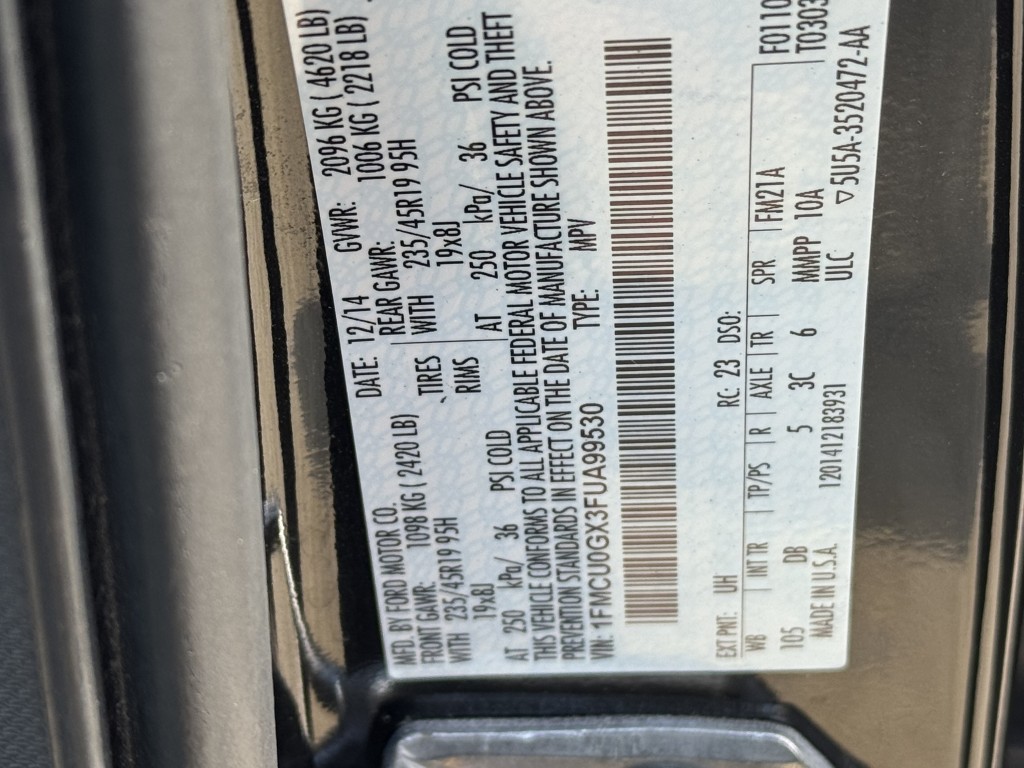 MFD. BY FORD MOTOR CO.
DATE: 12/14 GVWR: 2096 KG ( 4620 LB)
FRONT GAWR: 1098 KG ( 2420 LB)
REAR GAWR: 1006 KG ( 2218 LB)
WITH 235/45R19 95H TIRES WITH 235/45R19 95H
19x8J RIMS 19x8J
AT 250 kPa/ 36 PSI COLD AT 250 kPa/ 36 PSI COLD
THIS VEHICLE CONFORMS TO ALL APPLICABLE FEDERAL MOTOR VEHICLE SAFETY AND THEFT
PREVENTION STANDARDS IN EFFECT ON THE DATE OF MANUFACTURE SHOWN ABOVE.
VIN: 1FMCU0GX3FUA99530 TYPE: MPV
EXT PNT: UH RC: 23 DSO: F0110
WB INT TR TP/PS R AXLE TR SPR FM21A T0303
105 DB 5 3C 6 MMPP 10A
MADE IN U.S.A. 120141218393 1 ULC ▽5U5A-3520472-AA